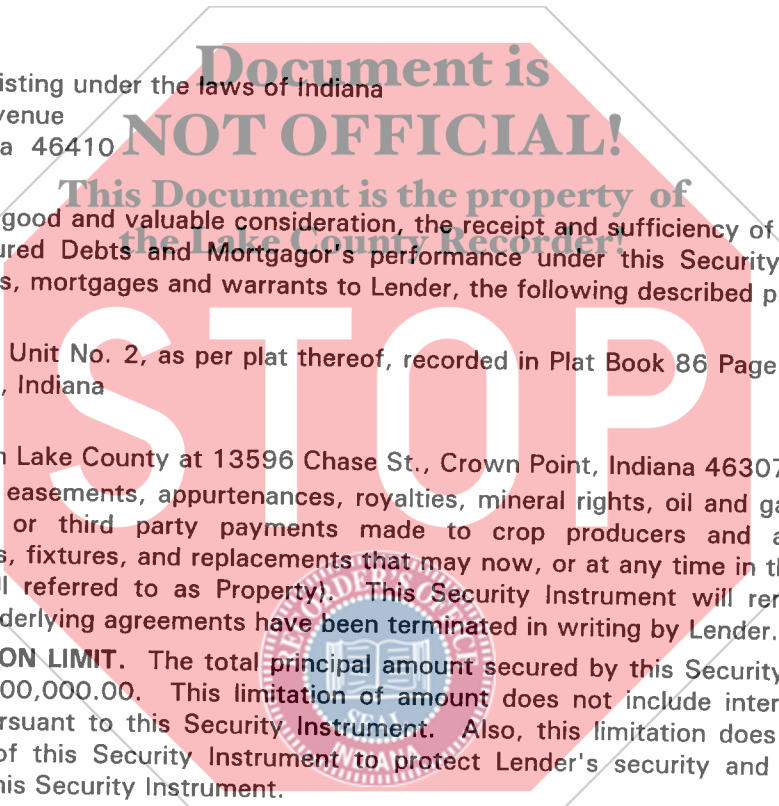 Document is
isting under the laws of Indiana
venue
NOT OFFICIAL!
a 46410
This Document is the property of
good and valuable consideration, the receipt and sufficiency of
the Lake County Recorder!
ured Debts and Mortgagor's performance under this Security
s, mortgages and warrants to Lender, the following described p
STOP
Unit No. 2, as per plat thereof, recorded in Plat Book 86 Page
, Indiana
n Lake County at 13596 Chase St., Crown Point, Indiana 46307
easements, appurtenances, royalties, mineral rights, oil and ga
or third party payments made to crop producers and a
s, fixtures, and replacements that may now, or at any time in th
ll referred to as Property). This Security Instrument will rem
derlying agreements have been terminated in writing by Lender.
RECORDER'S OFFICE
ON LIMIT. The total principal amount secured by this Security
00,000.00. This limitation of amount does not include inter
rsuant to this Security Instrument. Also, this limitation does
SEAL
of this Security Instrument to protect Lender's security and
INDIANA
his Security Instrument.